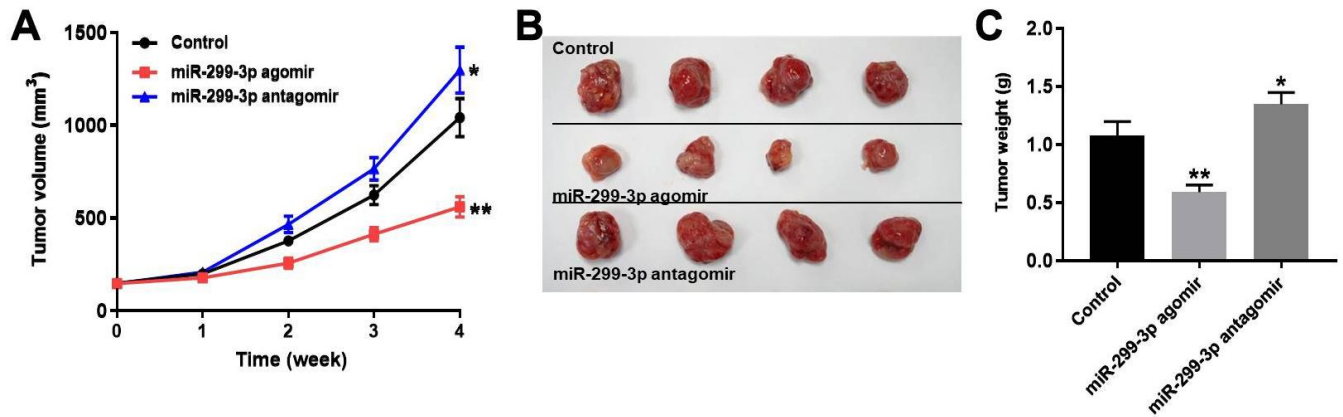 A
Tumor volume (mm³)
1500
1000
500
0
0 1 2 3 4
Time (week)
Control
miR-299-3p agomir
miR-299-3p antagomir
*
**
B
Control
miR-299-3p agomir
miR-299-3p antagomir
C
Tumor weight (g)
2.0
1.5
1.0
0.5
0.0
**
*
Control
miR-299-3p agomir
miR-299-3p antagomir